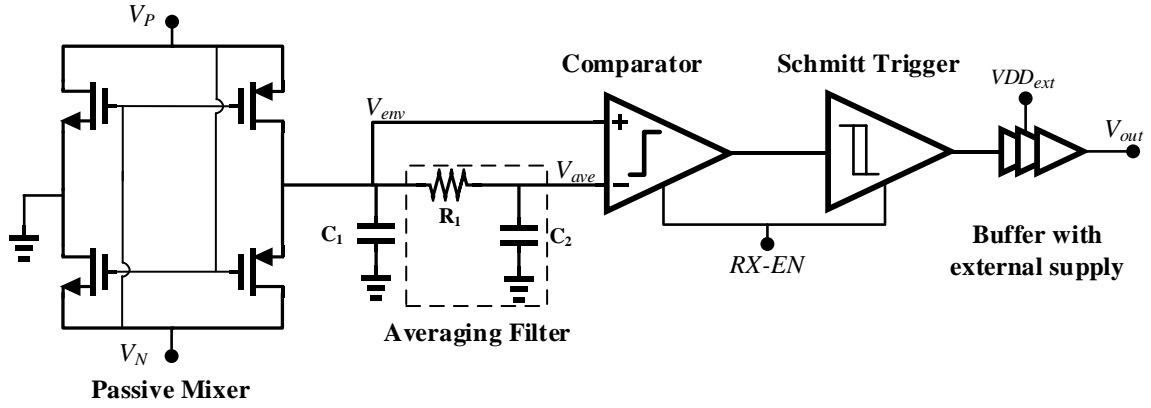 V_P
Comparator
Schmitt Trigger
VDD_ext
V_env
V_out
+
V_ave
−
R_1
C_1
C_2
RX-EN
Buffer with
external supply
Averaging Filter
V_N
Passive Mixer